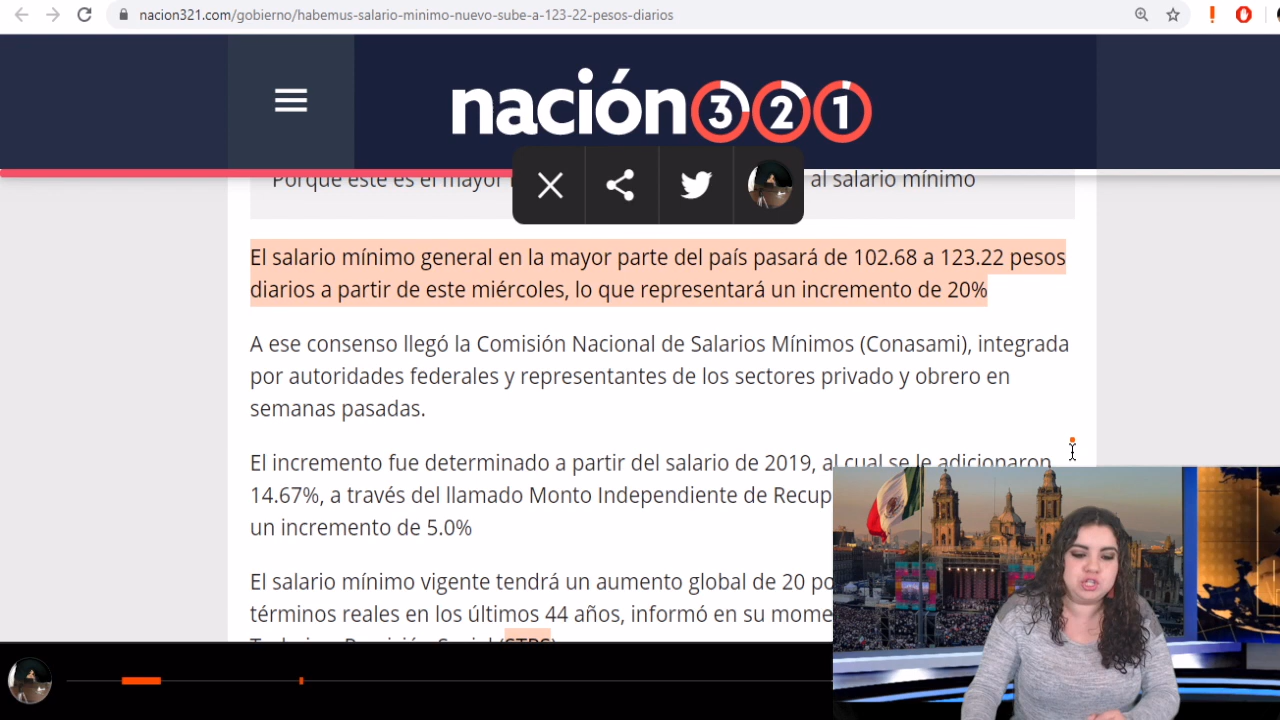 nacion321.com/gobierno/habemus-salario-minimo-nuevo-sube-a-123-22-pesos-diarios
nación321
Porque este es el mayor
al salario mínimo
El salario mínimo general en la mayor parte del país pasará de 102.68 a 123.22 pesos
diarios a partir de este miércoles, lo que representará un incremento de 20%
A ese consenso llegó la Comisión Nacional de Salarios Mínimos (Conasami), integrada
por autoridades federales y representantes de los sectores privado y obrero en
semanas pasadas.
El incremento fue determinado a partir del salario de 2019, al cual se le adicionaron
14.67%, a través del llamado Monto Independiente de Recup
un incremento de 5.0%
El salario mínimo vigente tendrá un aumento global de 20 po
términos reales en los últimos 44 años, informó en su mome